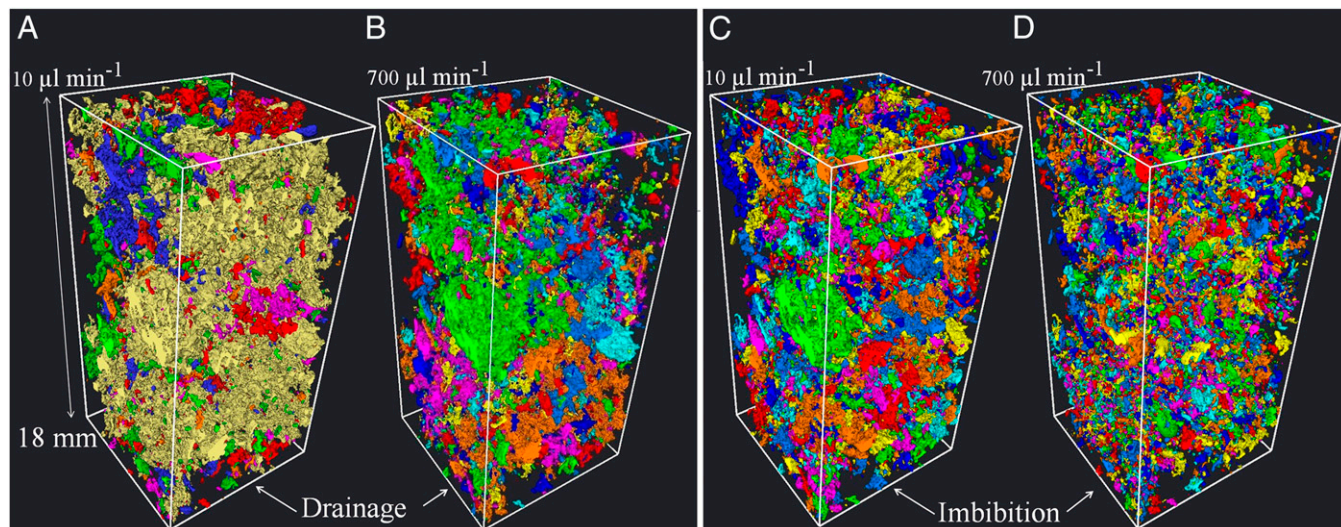 A
B
C
D
10 µl min⁻¹
700 µl min⁻¹
10 µl min⁻¹
700 µl min⁻¹
18 mm
Drainage
Imbibition